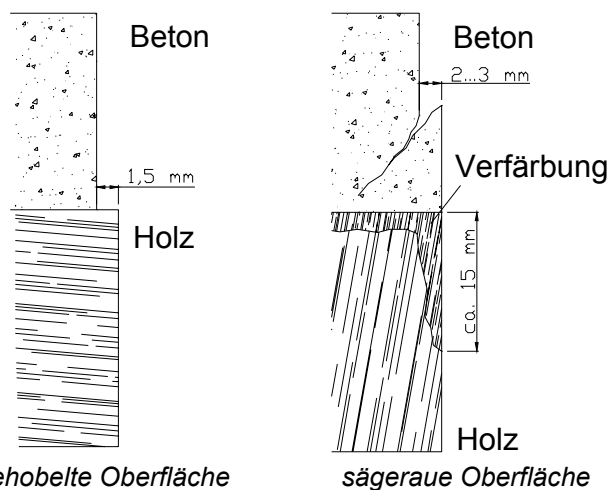 Beton
1,5 mm
Holz
ehobelte Oberfläche
Beton
2...3 mm
Verfärbung
ca. 15 mm
Holz
sägeraue Oberfläche